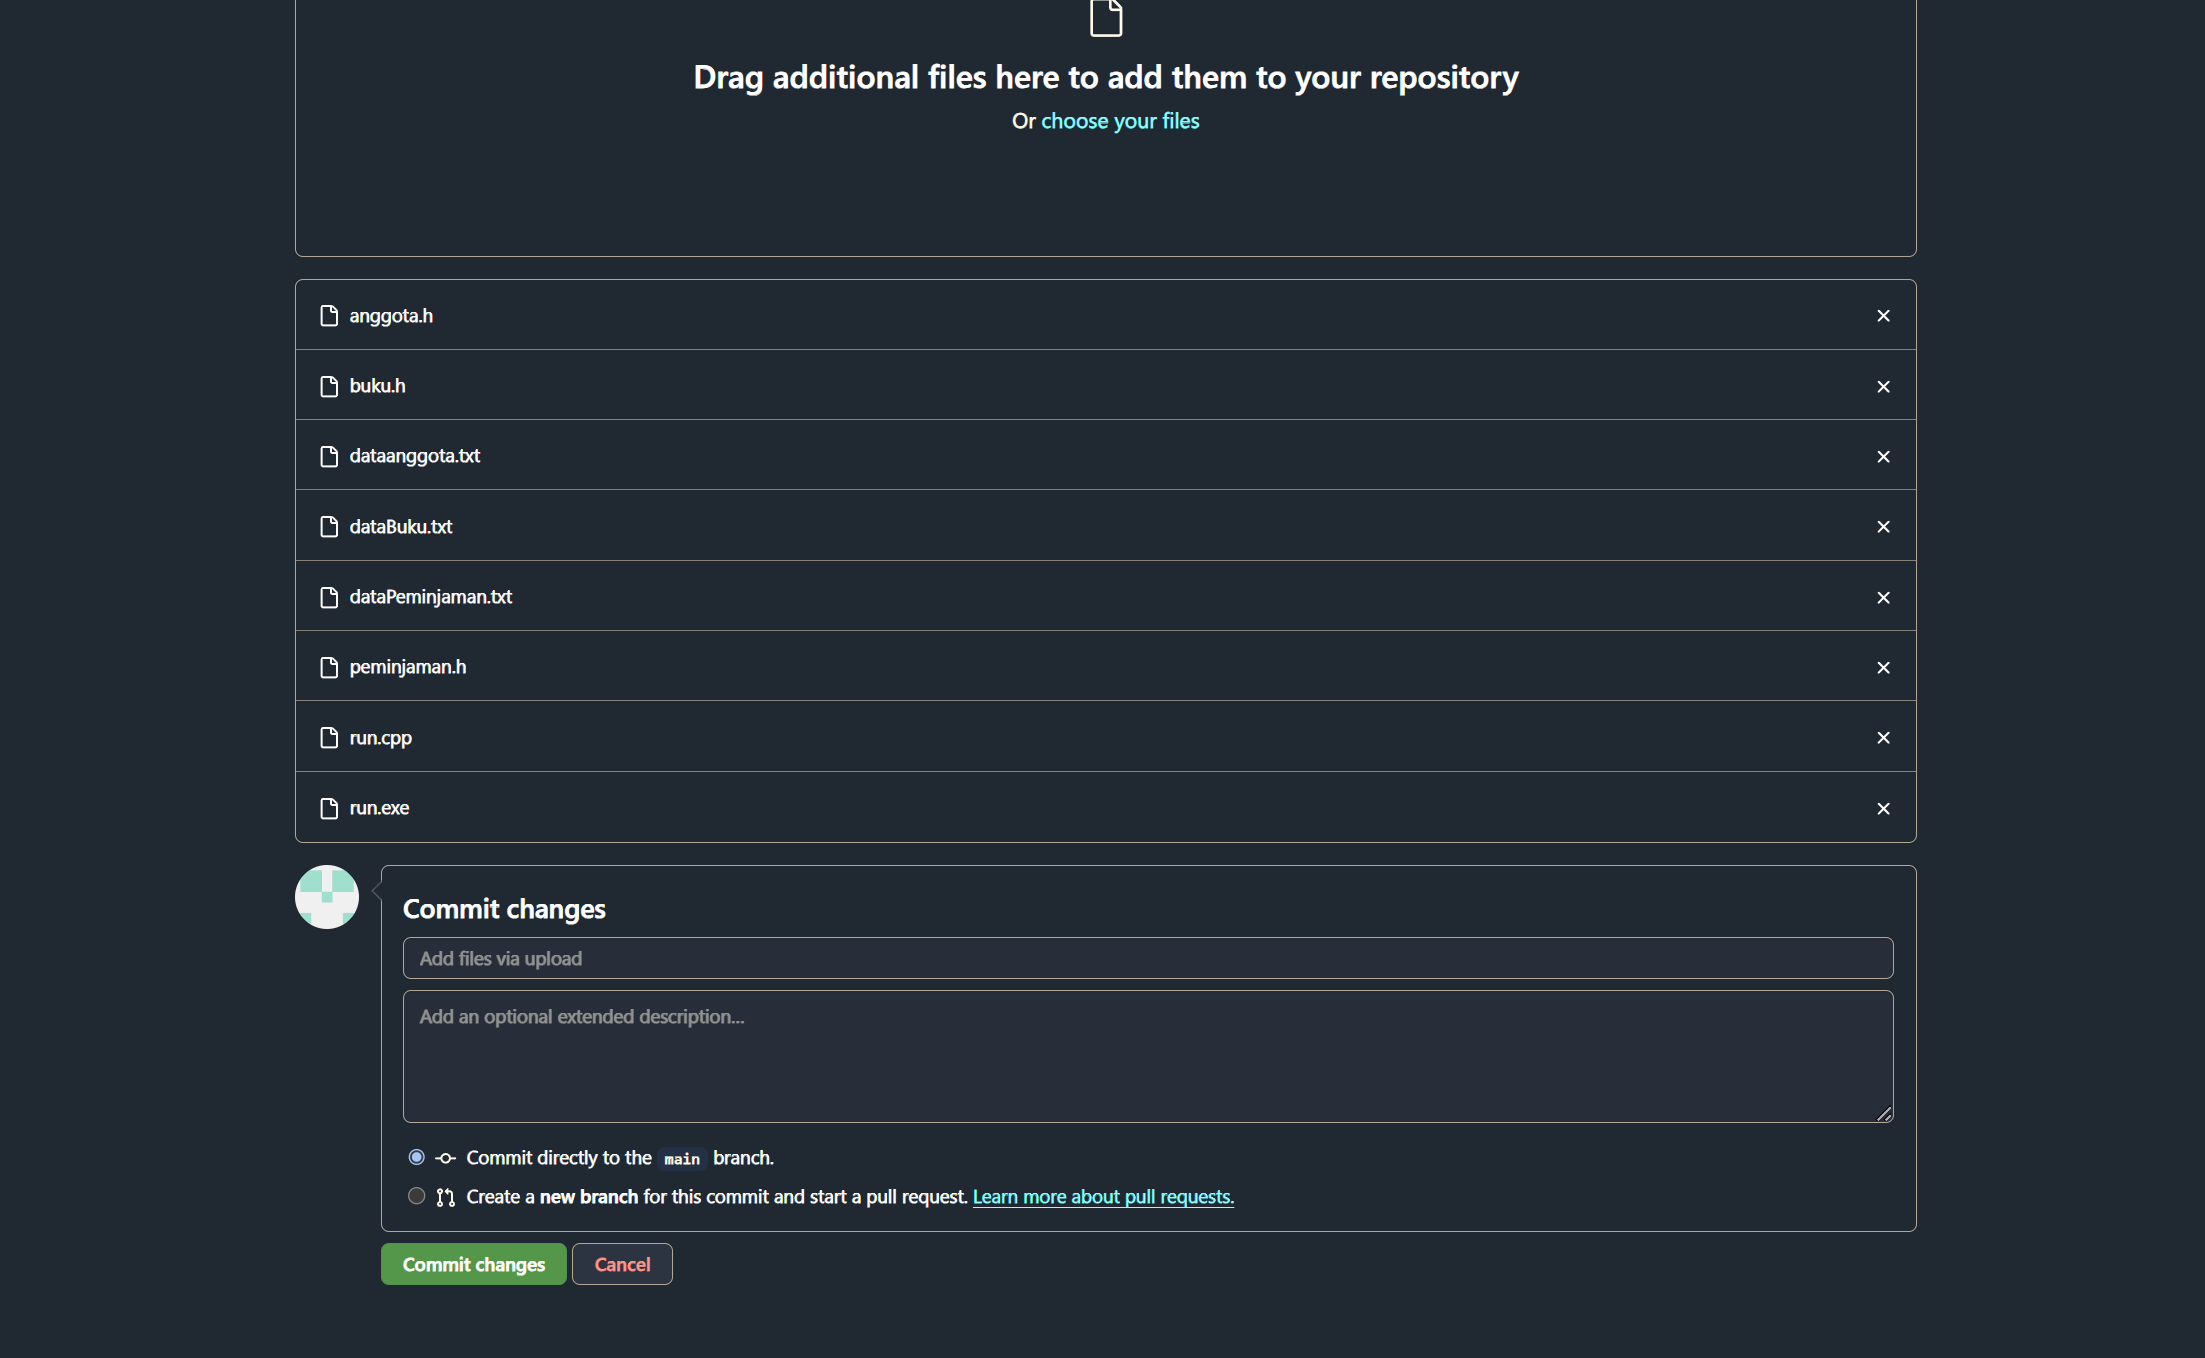 Drag additional files here to add them to your repository
Or choose your files
anggota.h
buku.h
dataanggota.txt
dataBuku.txt
dataPeminjaman.txt
peminjaman.h
run.cpp
run.exe
Commit changes
Add files via upload
Add an optional extended description...
Commit directly to the main branch.
Create a new branch for this commit and start a pull request. Learn more about pull requests.
Commit changes Cancel